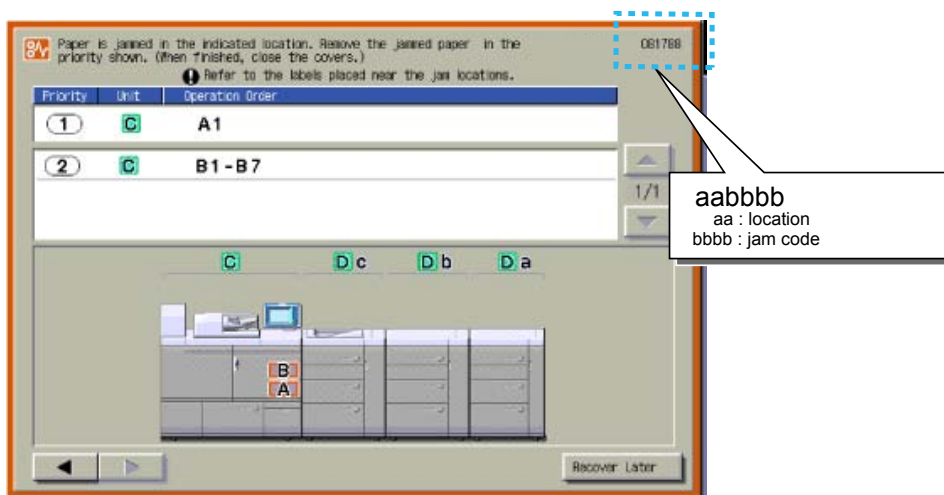 Paper is jammed in the indicated location. Remove the jammed paper in the
priority shown. (When finished, close the covers.)
081788
Refer to the labels placed near the jam locations.
Priority Unit Operation Order
1 C A1
2 C B1-B7
1/1
aabbbb
aa : location
bbbb : jam code
C D c D b D a
B
A
Recover Later